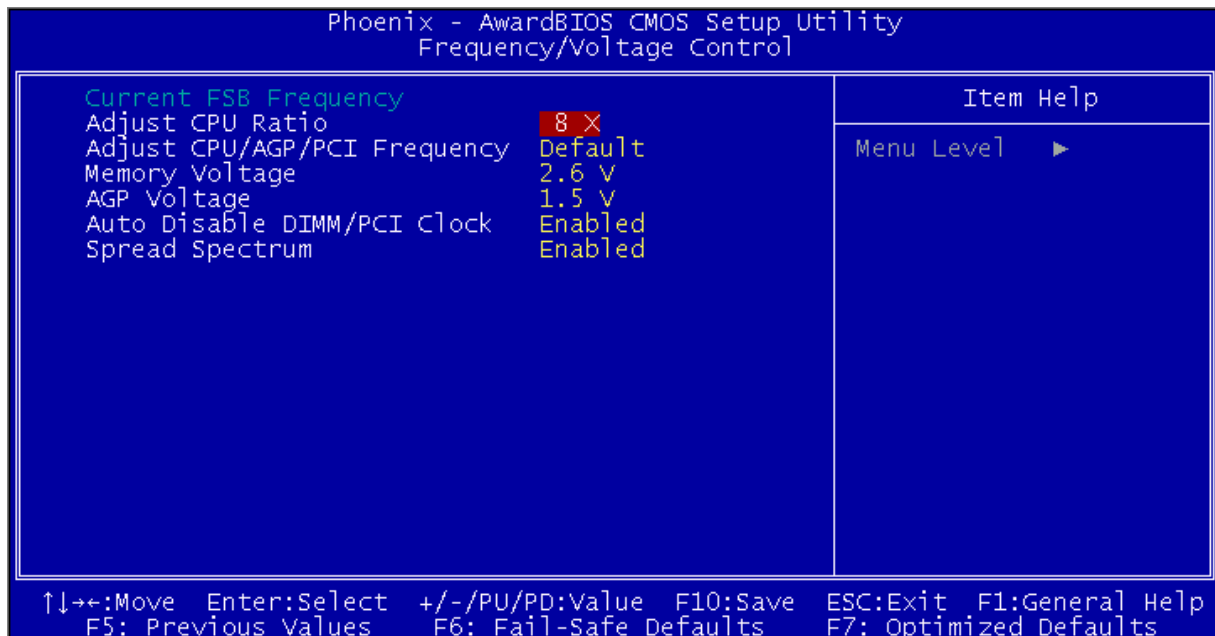 Phoenix - AwardBIOS CMOS Setup Utility
Frequency/Voltage Control
Current FSB Frequency
Adjust CPU Ratio 8 X
Adjust CPU/AGP/PCI Frequency Default
Memory Voltage 2.6 V
AGP Voltage 1.5 V
Auto Disable DIMM/PCI Clock Enabled
Spread Spectrum Enabled
Item Help
Menu Level ►
↑↓→←:Move Enter:Select +/-/PU/PD:Value F10:Save ESC:Exit F1:General Help
F5: Previous Values F6: Fail-Safe Defaults F7: Optimized Defaults